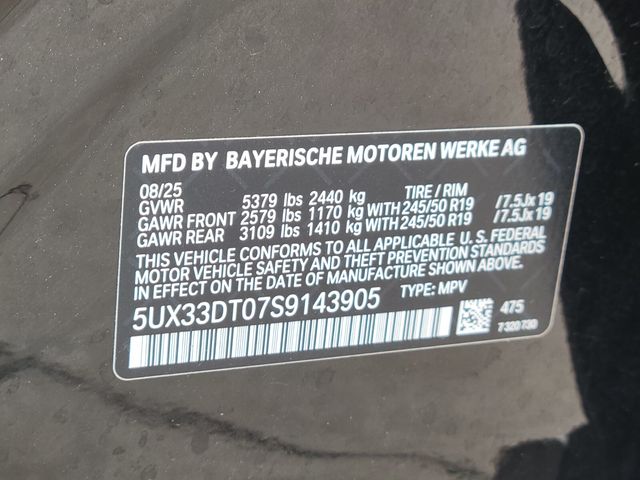 MFD BY BAYERISCHE MOTOREN WERKE AG
08/25 TIRE / RIM
GVWR 5379 lbs 2440 kg
GAWR FRONT 2579 lbs 1170 kg WITH 245/50 R19 /7.5Jx19
GAWR REAR 3109 lbs 1410 kg WITH 245/50 R19 /7.5Jx19
THIS VEHICLE CONFORMS TO ALL APPLICABLE U. S. FEDERAL
MOTOR VEHICLE SAFETY AND THEFT PREVENTION STANDARDS
IN EFFECT ON THE DATE OF MANUFACTURE SHOWN ABOVE.
5UX33DT07S9143905 TYPE: MPV
475
7 320 730